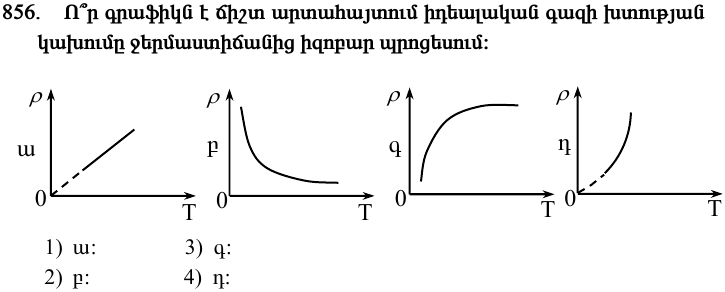 856. Ո՞ր գրաֆիկն է ճիշտ արտահայտում իդեալական գազի խտության
կախումը ջերմաստիճանից իզոբար պրոցեսում:
ρ ρ ρ ρ
ա բ գ դ
0 T 0 T 0 T 0 T
1) ա: 3) գ:
2) բ: 4) դ: